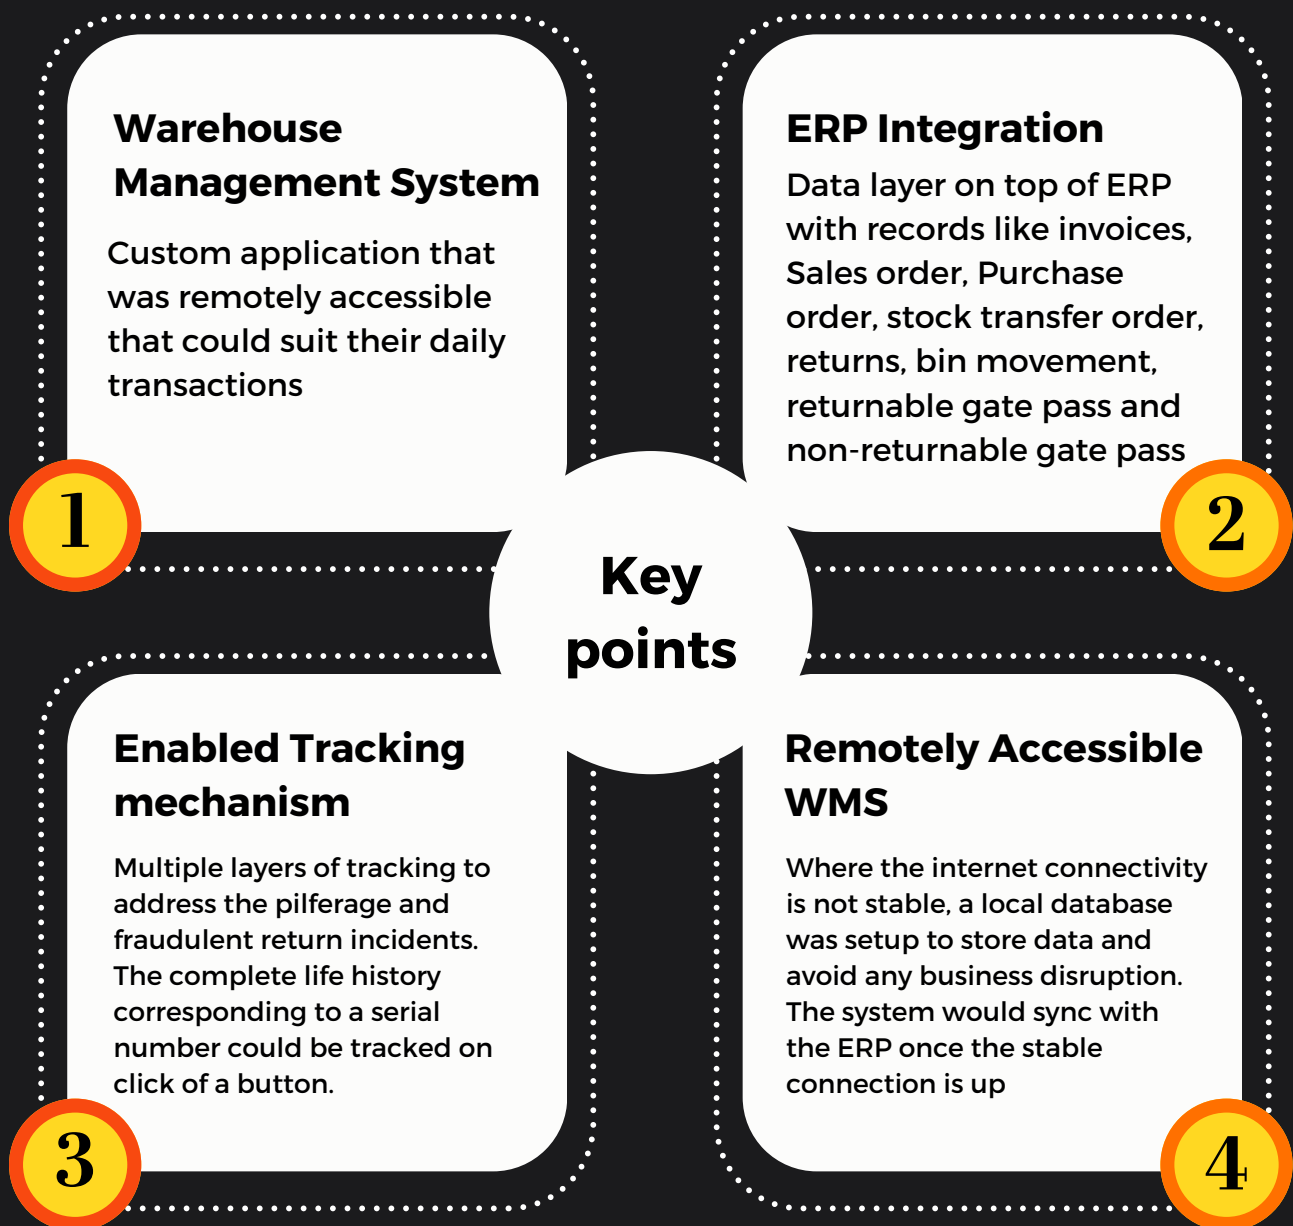 Warehouse
Management System
Custom application that
was remotely accessible
that could suit their daily
transactions
1
ERP Integration
Data layer on top of ERP
with records like invoices,
Sales order, Purchase
order, stock transfer order,
returns, bin movement,
returnable gate pass and
non-returnable gate pass
2
Key
points
Enabled Tracking
mechanism
Multiple layers of tracking to
address the pilferage and
fraudulent return incidents.
The complete life history
corresponding to a serial
number could be tracked on
click of a button.
3
Remotely Accessible
WMS
Where the internet connectivity
is not stable, a local database
was setup to store data and
avoid any business disruption.
The system would sync with
the ERP once the stable
connection is up
4